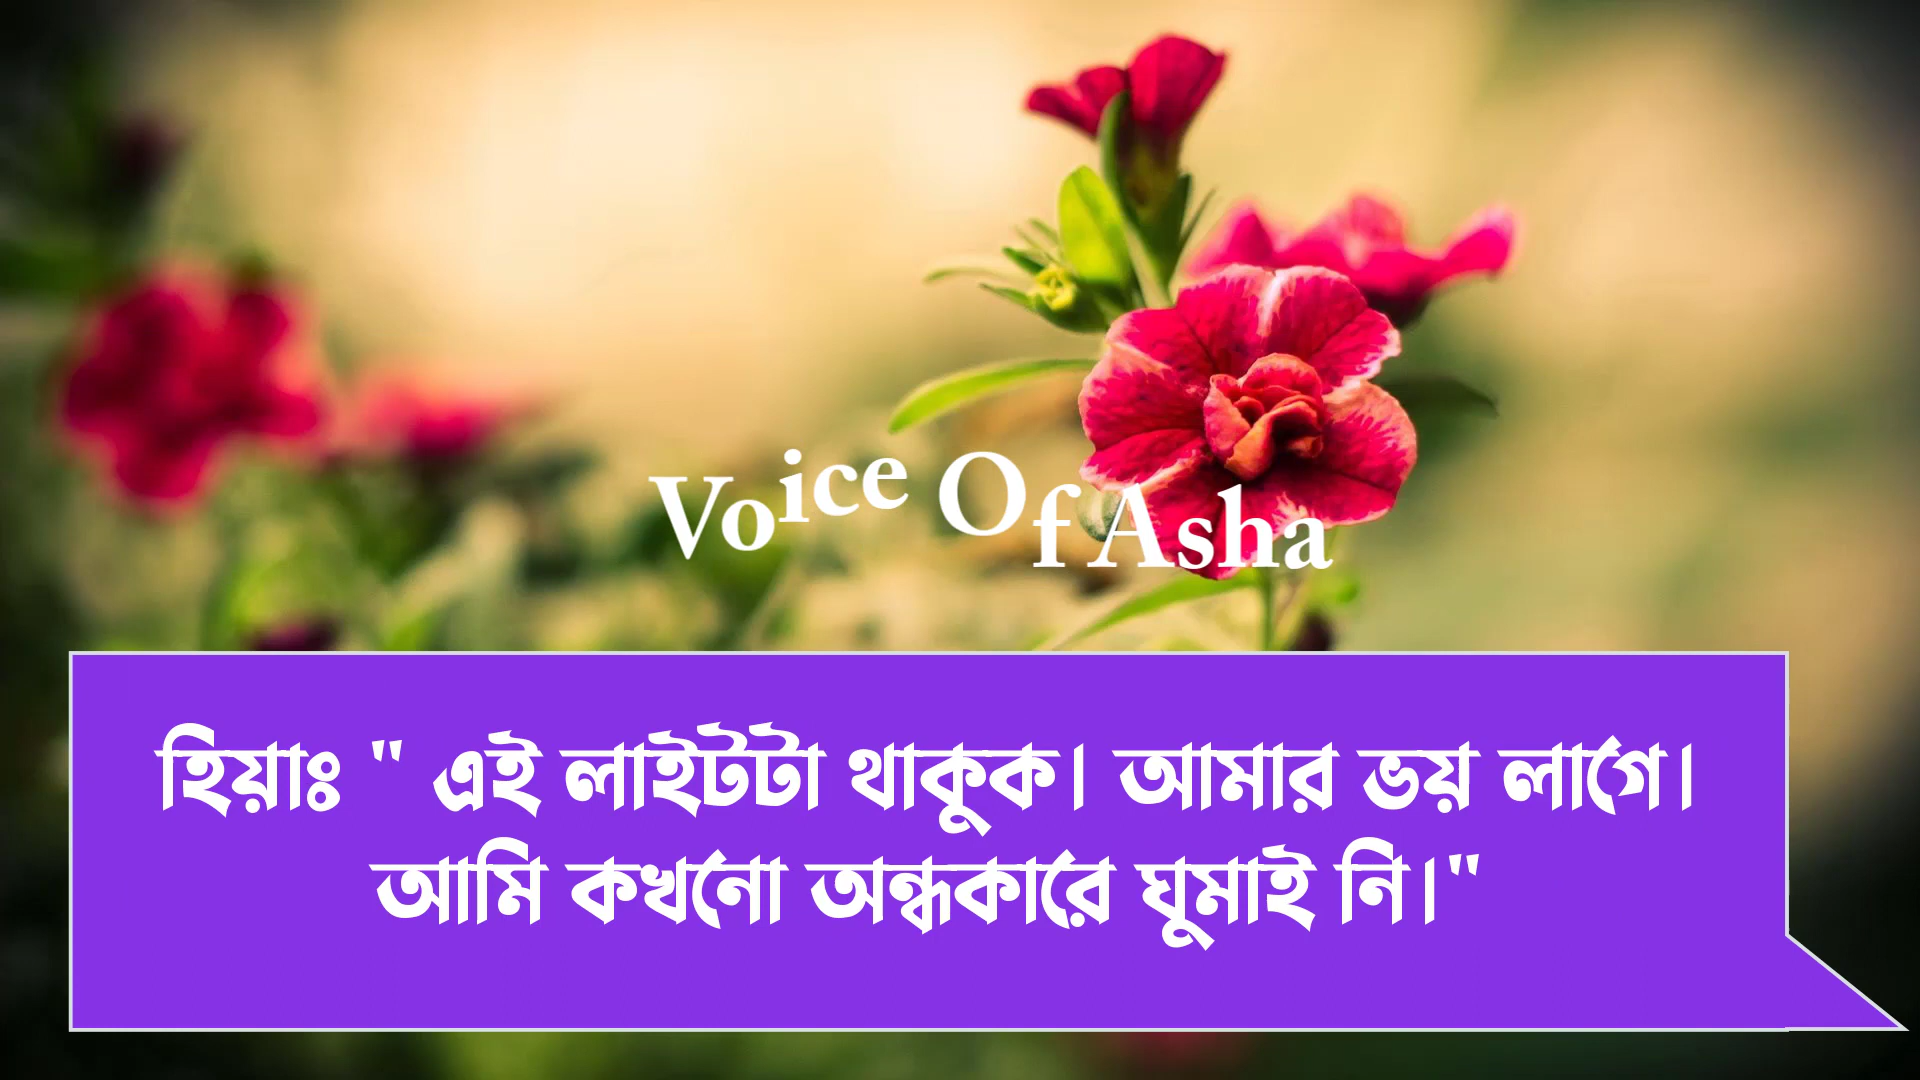 Voice Of Asha
হিয়াঃ " এই লাইটটা থাকুক। আমার ভয় লাগে।
আমি কখনো অন্ধকারে ঘুমাই নি।"